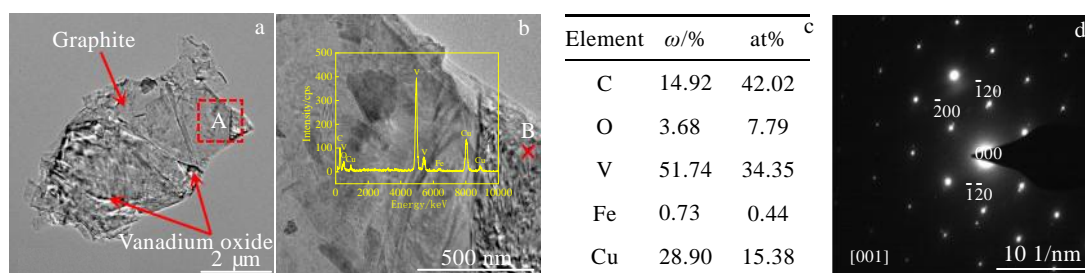 a
Graphite
A
Vanadium oxide
2 μm
b
500
400
300
200
100
0
Intensity/cps
C
V
O
Cu
V
V
Fe
Cu
Cu
0 2000 4000 6000 8000 10000
Energy/keV
B
500 nm
c
Element ω/% at%
C 14.92 42.02
O 3.68 7.79
V 51.74 34.35
Fe 0.73 0.44
Cu 28.90 15.38
d
1̅20
2̅00
000
1̅2̅0
[001]
10 1/nm